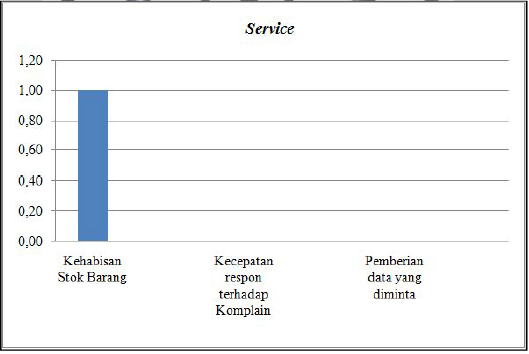 Service
1,20
1,00
0,80
0,60
0,40
0,20
0,00
Kehabisan
Stok Barang
Kecepatan
respon
terhadap
Komplain
Pemberian
data yang
diminta